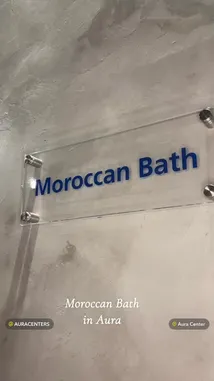 Moroccan Bath
Moroccan Bath
in Aura
AURACENTERS
Aura Center